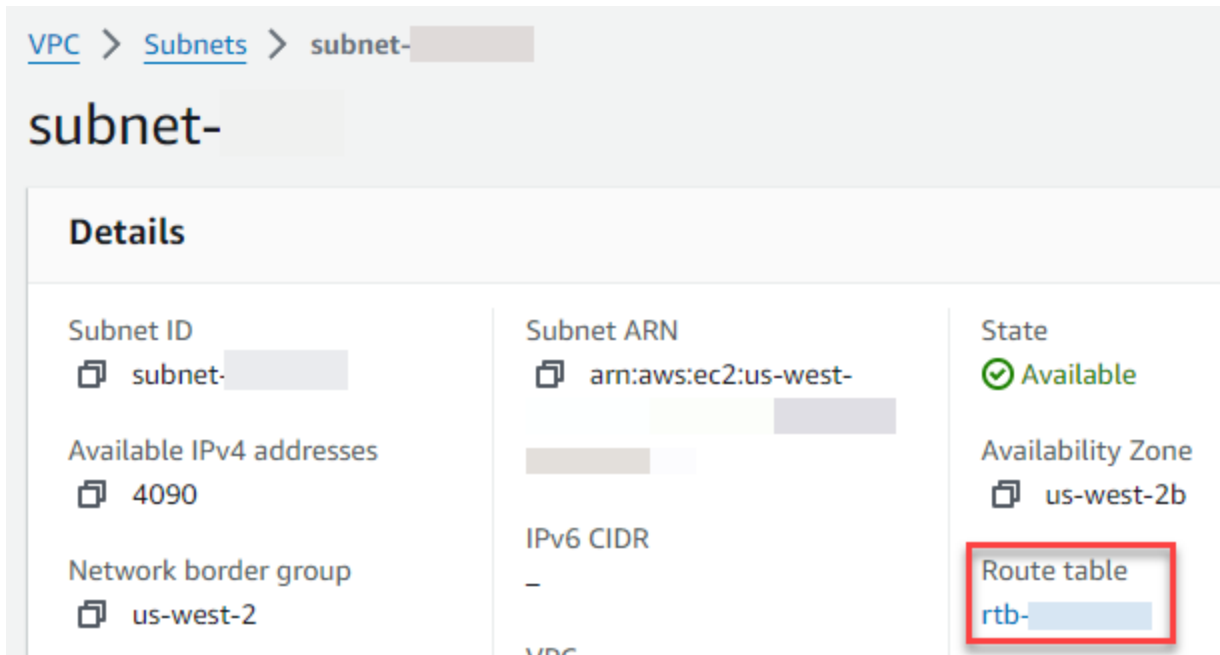 VPC > Subnets > subnet-
subnet-
Details
Subnet ID
subnet-
Available IPv4 addresses
4090
Network border group
us-west-2
Subnet ARN
arn:aws:ec2:us-west-
IPv6 CIDR
–
VPC
State
Available
Availability Zone
us-west-2b
Route table
rtb-